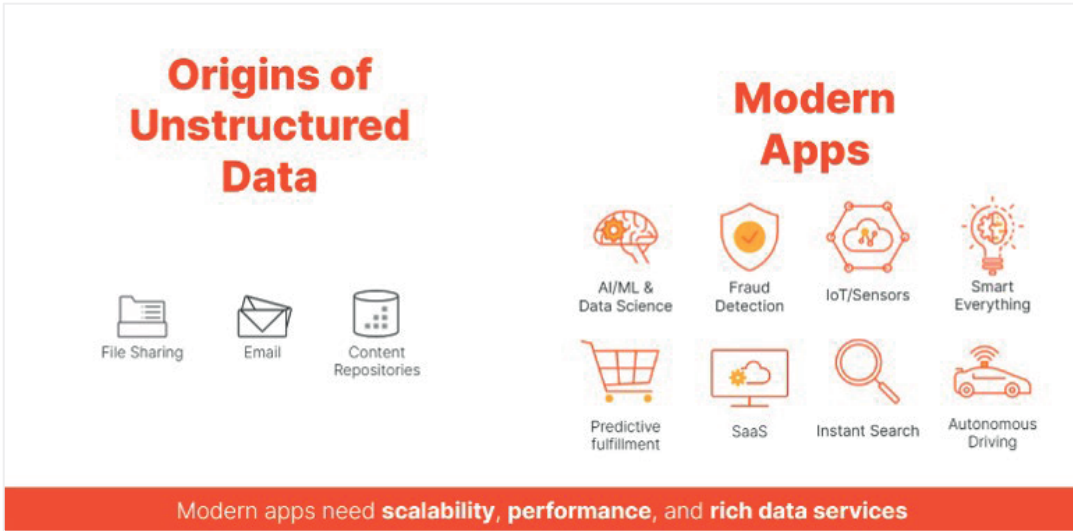 Origins of
Unstructured
Data
File Sharing
Email
Content
Repositories
Modern
Apps
AI/ML &
Data Science
Fraud
Detection
IoT/Sensors
Smart
Everything
Predictive
fulfillment
SaaS
Instant Search
Autonomous
Driving
Modern apps need scalability, performance, and rich data services